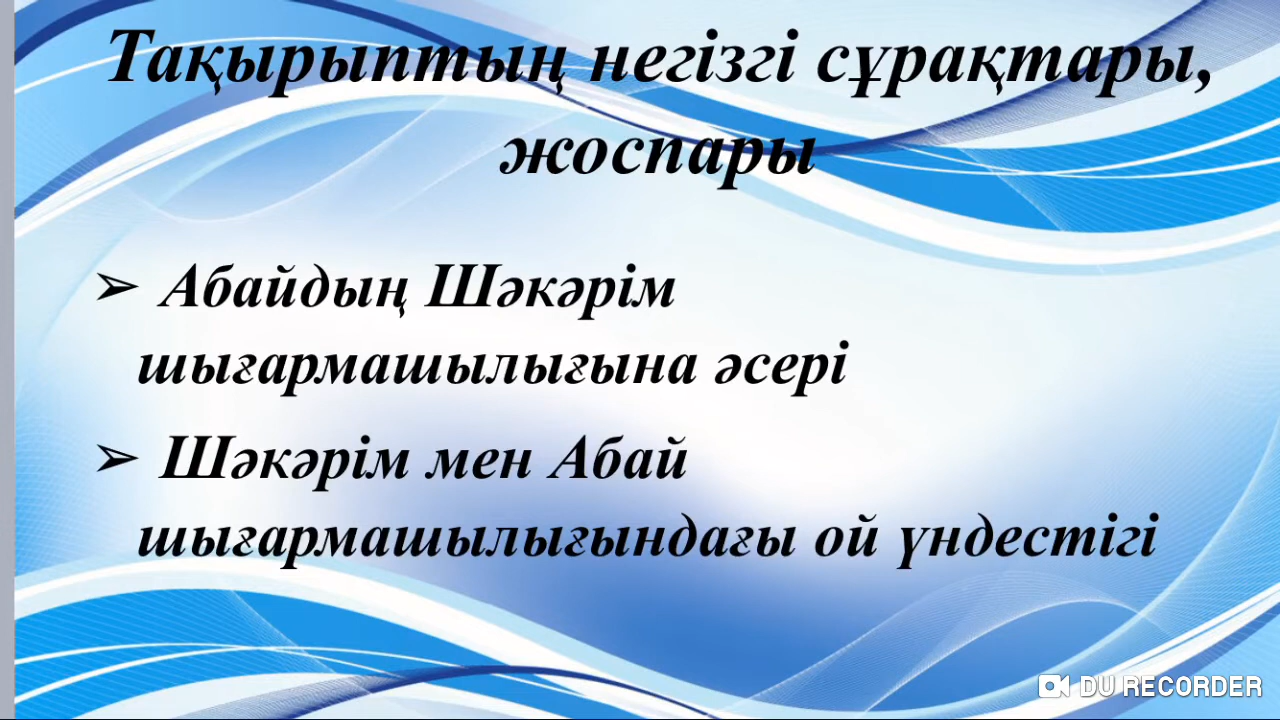 Тақырыптың негізгі сұрақтары,
жоспары
➢ Абайдың Шәкәрім
шығармашылығына әсері
➢ Шәкәрім мен Абай
шығармашылығындағы ой үндестігі
DU RECORDER